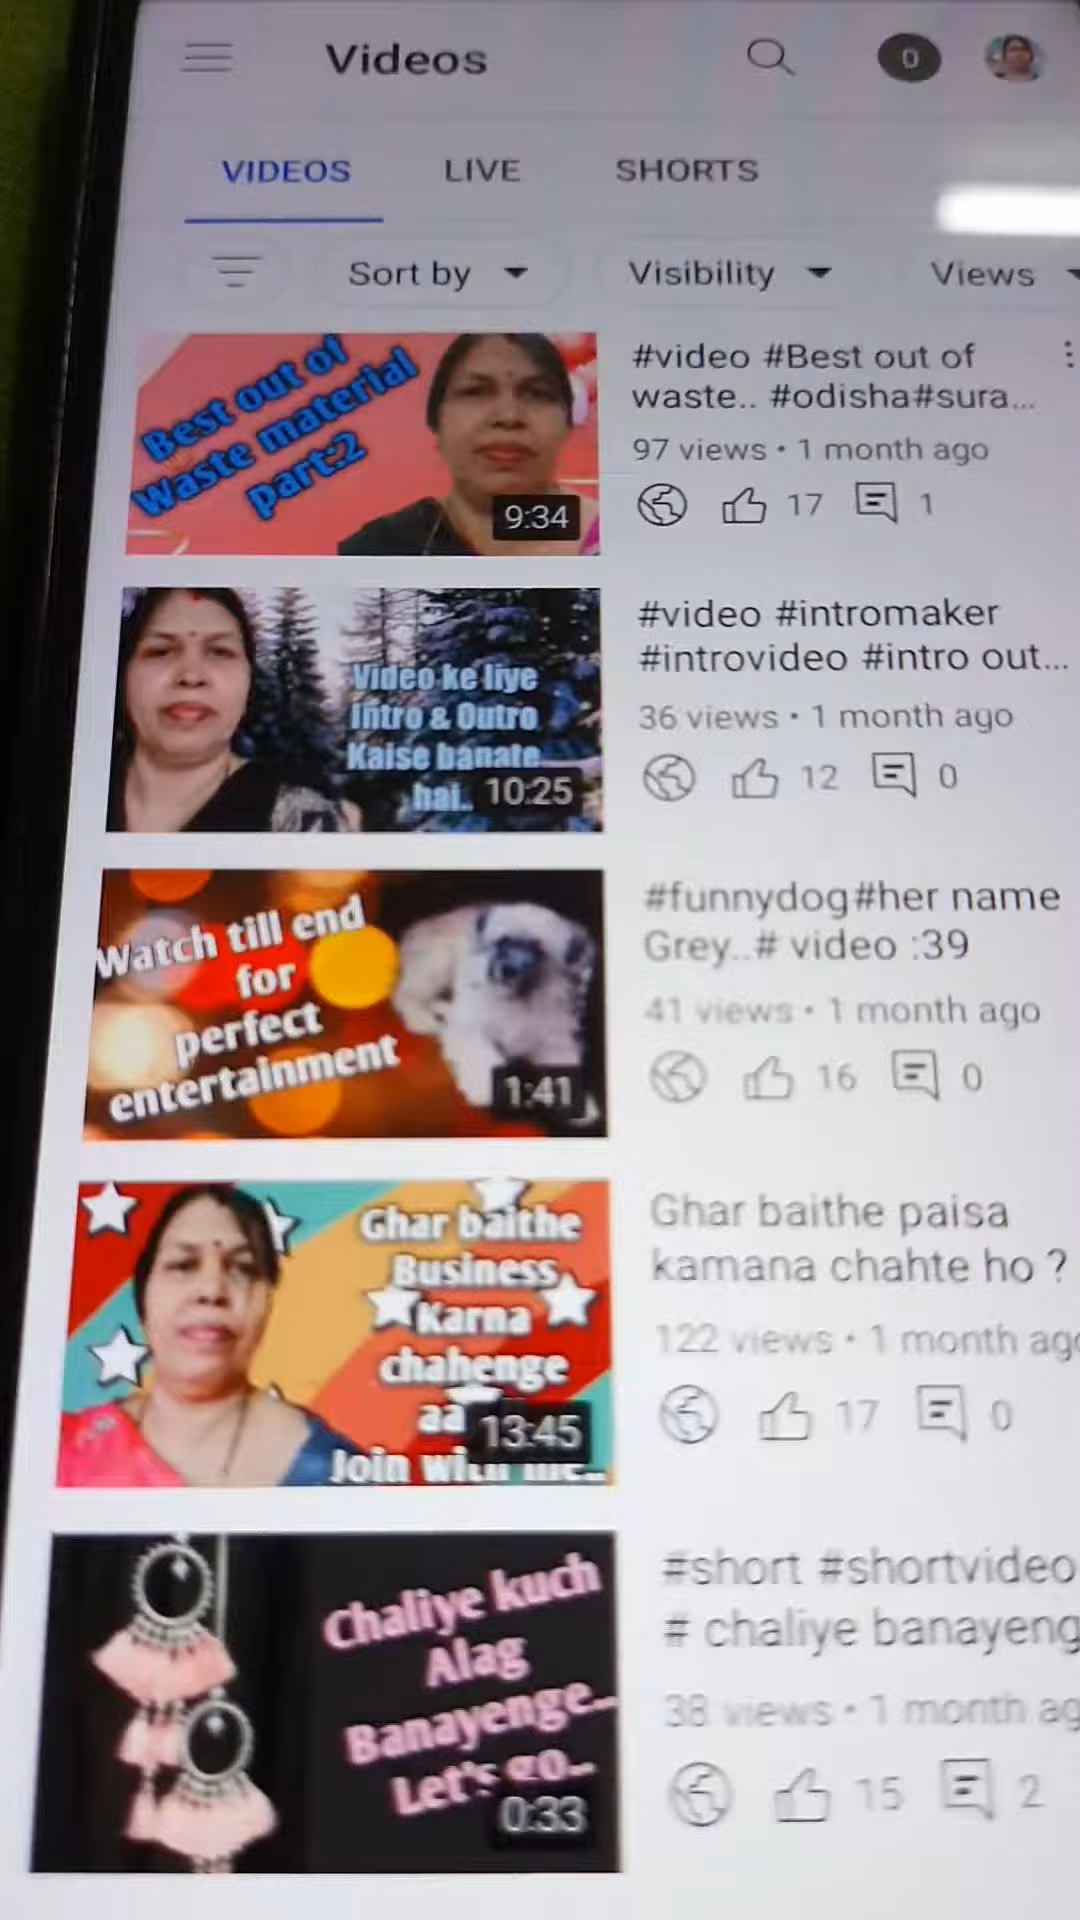 Videos
0
VIDEOS
LIVE
SHORTS
Sort by
Visibility
Views
Best out of
Waste material
part:2
9:34
#video #Best out of
waste.. #odisha#sura...
97 views • 1 month ago
17
1
Video ke liye
Intro & Outro
Kaise banate
hai..
10:25
#video #intromaker
#introvideo #intro out...
36 views • 1 month ago
12
0
Watch till end
for
perfect
entertainment
1:41
#funnydog#her name
Grey..# video :39
41 views • 1 month ago
16
0
Ghar baithe
Business
Karna
chahenge
aa
Join with me...
13:45
Ghar baithe paisa
kamana chahte ho ?
122 views • 1 month ago
17
0
Chaliye kuch
Alag
Banayenge...
Let's go...
0:33
#short #shortvideo
# chaliye banayeng
38 views • 1 month ag
15
2